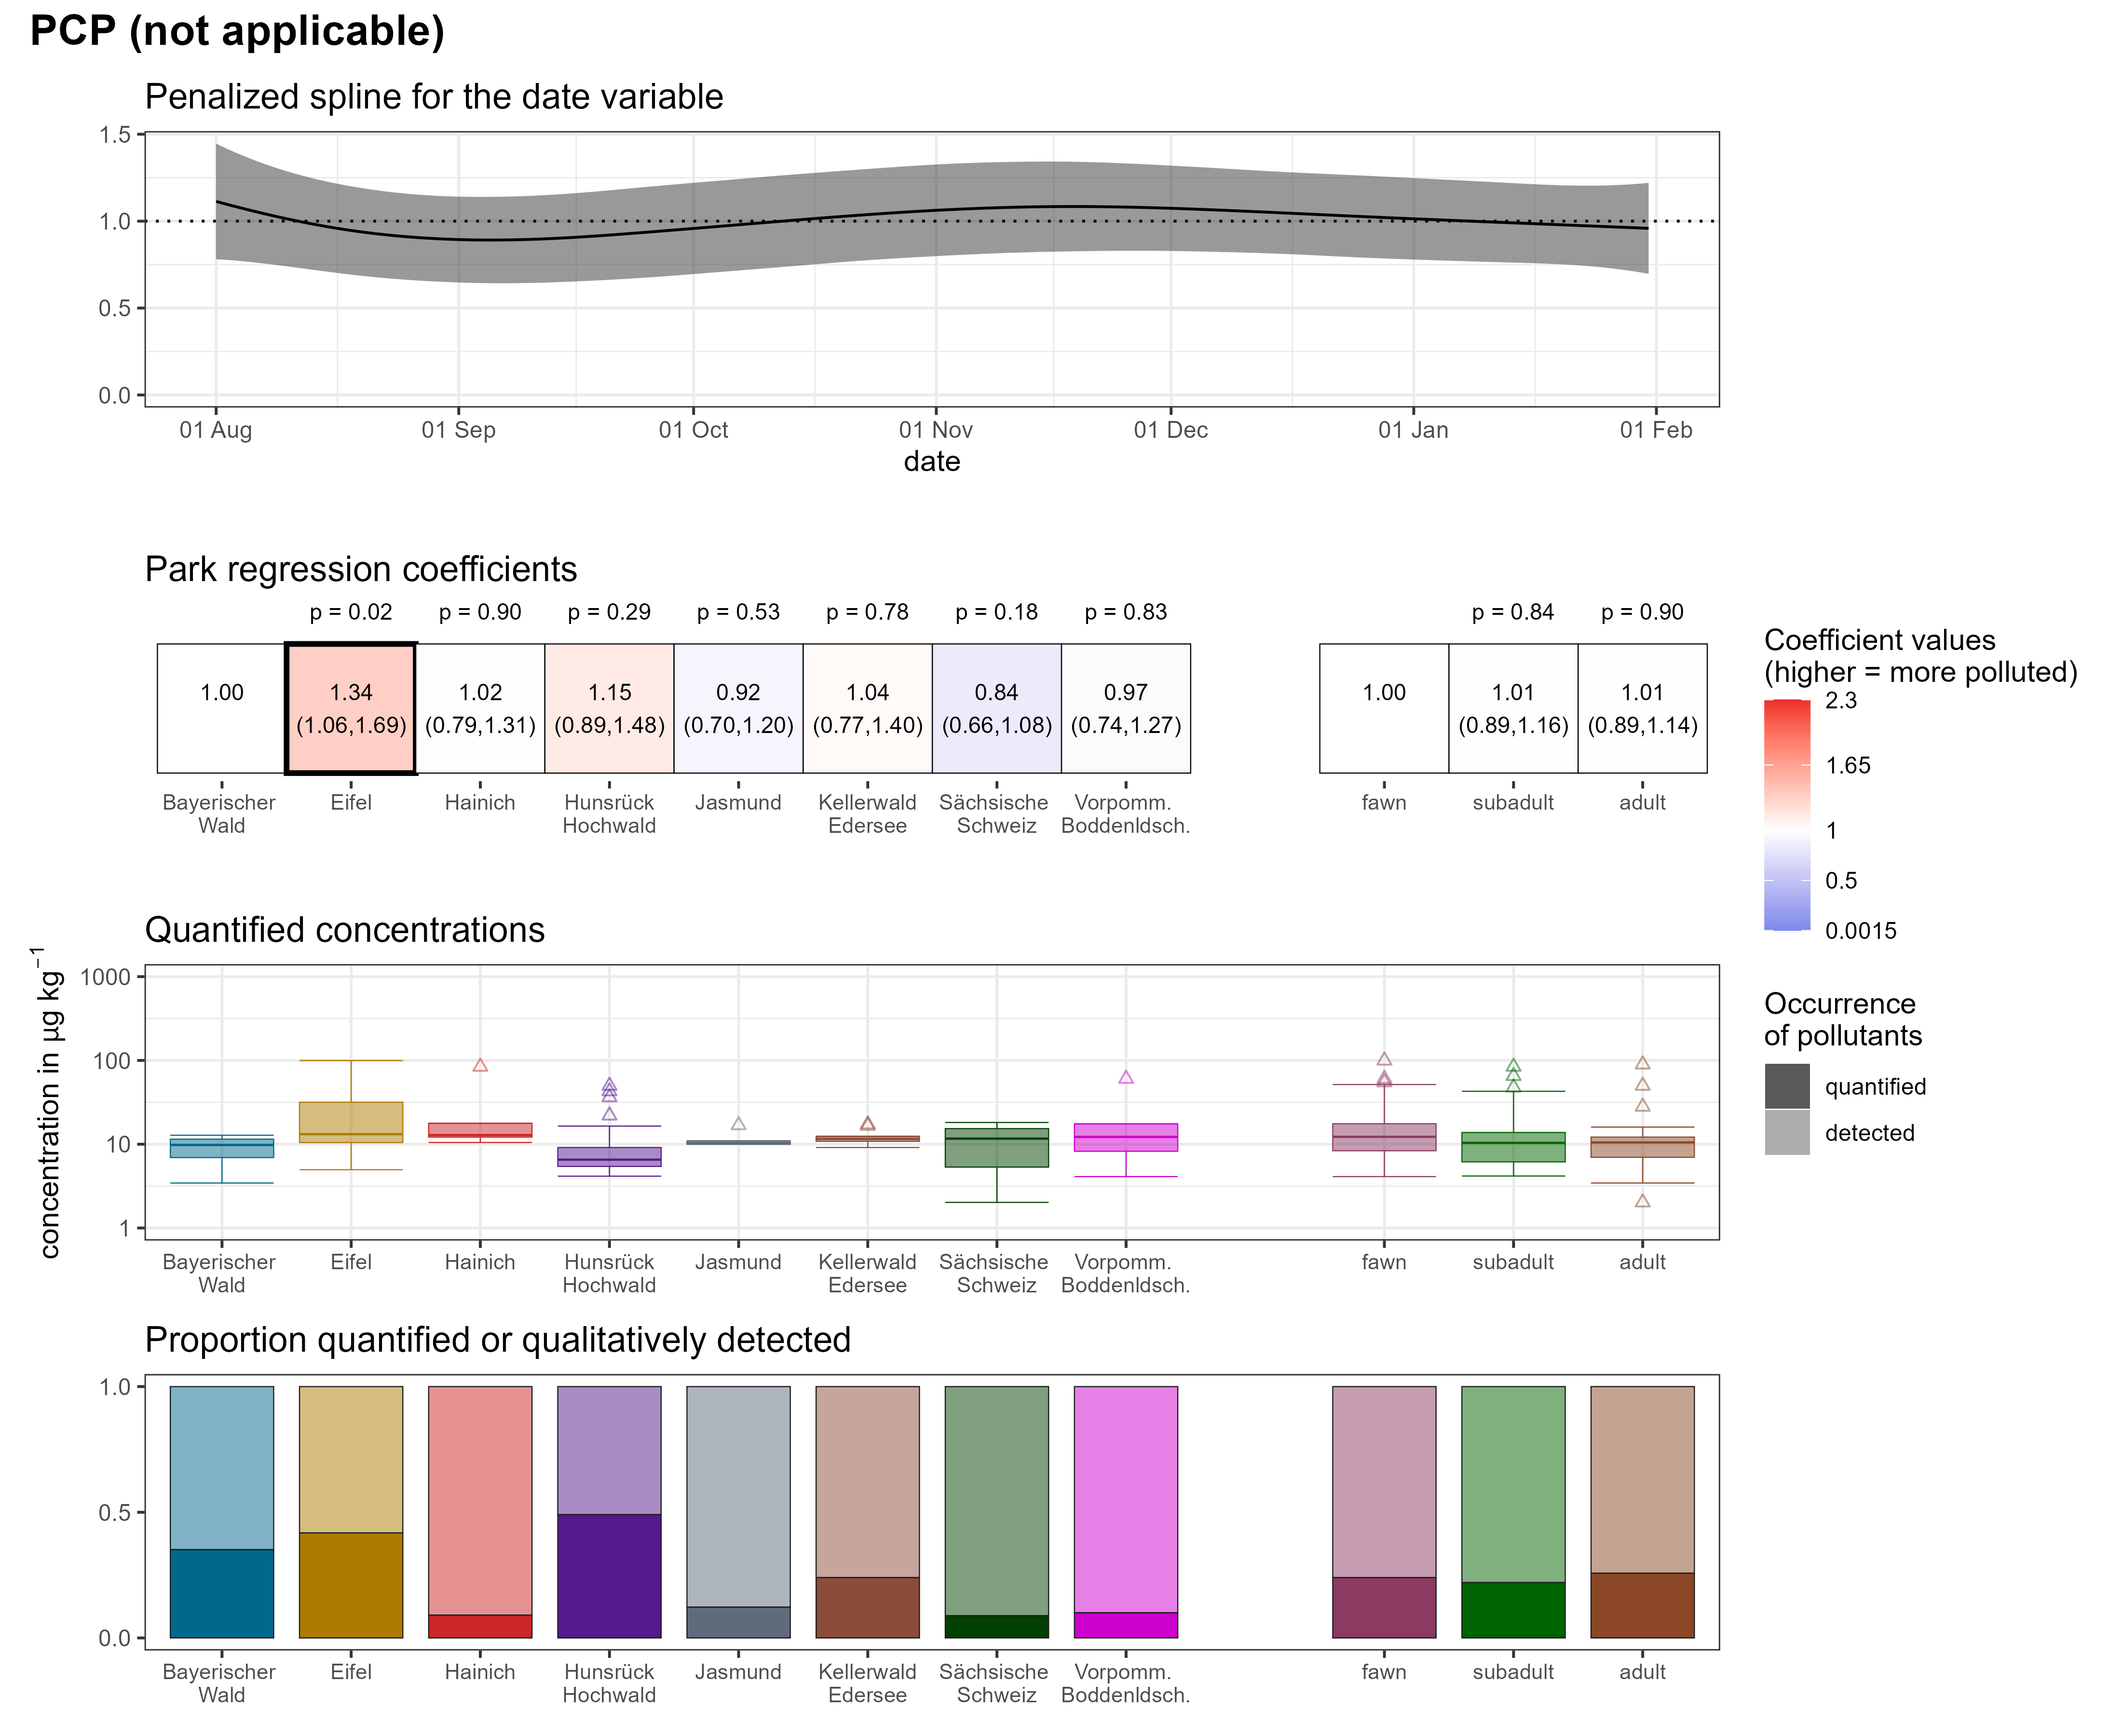 PCP (not applicable)
Penalized spline for the date variable
1.5
1.0
0.5
0.0
01 Aug 01 Sep 01 Oct 01 Nov 01 Dec 01 Jan 01 Feb
date
Park regression coefficients
p = 0.02 p = 0.90 p = 0.29 p = 0.53 p = 0.78 p = 0.18 p = 0.83 p = 0.84 p = 0.90
1.00 1.34 1.02 1.15 0.92 1.04 0.84 0.97 1.00 1.01 1.01
(1.06,1.69) (0.79,1.31) (0.89,1.48) (0.70,1.20) (0.77,1.40) (0.66,1.08) (0.74,1.27) (0.89,1.16) (0.89,1.14)
Bayerischer Eifel Hainich Hunsrück Jasmund Kellerwald Sächsische Vorpomm. fawn subadult adult
Wald Hochwald Edersee Schweiz Boddenldsch.
Coefficient values
(higher = more polluted)
2.3
1.65
1
0.5
0.0015
Quantified concentrations
concentration in µg kg⁻¹
1000
100
10
1
Bayerischer Eifel Hainich Hunsrück Jasmund Kellerwald Sächsische Vorpomm. fawn subadult adult
Wald Hochwald Edersee Schweiz Boddenldsch.
Occurrence
of pollutants
quantified
detected
Proportion quantified or qualitatively detected
1.0
0.5
0.0
Bayerischer Eifel Hainich Hunsrück Jasmund Kellerwald Sächsische Vorpomm. fawn subadult adult
Wald Hochwald Edersee Schweiz Boddenldsch.